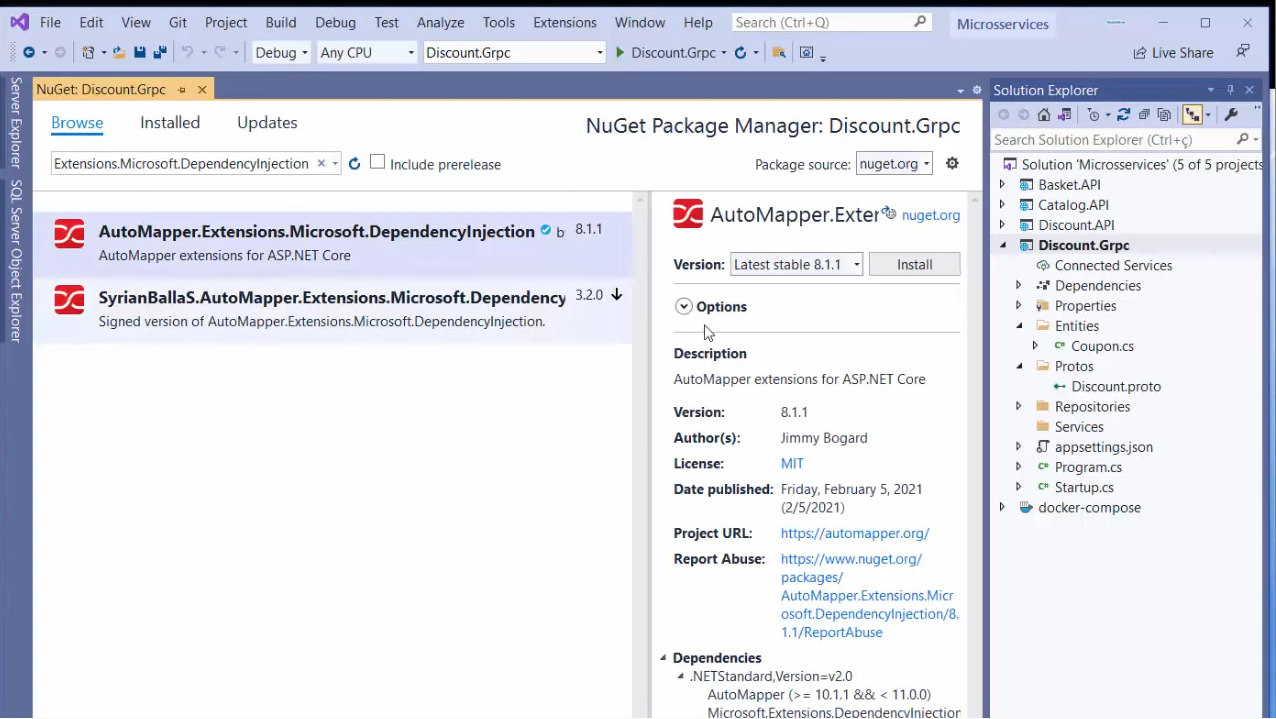 File Edit View Git Project Build Debug Test Analyze Tools Extensions Window Help Search (Ctrl+Q) Microsservices
Debug Any CPU Discount.Grpc Discount.Grpc Live Share
Server Explorer
SQL Server Object Explorer
NuGet: Discount.Grpc
Browse Installed Updates
NuGet Package Manager: Discount.Grpc
Extensions.Microsoft.DependencyInjection Include prerelease
Package source: nuget.org
AutoMapper.Extensions.Microsoft.DependencyInjection b 8.1.1
AutoMapper extensions for ASP.NET Core
SyrianBallaS.AutoMapper.Extensions.Microsoft.Dependency 3.2.0
Signed version of AutoMapper.Extensions.Microsoft.DependencyInjection.
AutoMapper.Exter nuget.org
Version: Latest stable 8.1.1 Install
Options
Description
AutoMapper extensions for ASP.NET Core
Version: 8.1.1
Author(s): Jimmy Bogard
License: MIT
Date published: Friday, February 5, 2021
(2/5/2021)
Project URL: https://automapper.org/
Report Abuse: https://www.nuget.org/
packages/
AutoMapper.Extensions.Micr
osoft.DependencyInjection/8.
1.1/ReportAbuse
Dependencies
.NETStandard,Version=v2.0
AutoMapper (>= 10.1.1 && < 11.0.0)
Microsoft.Extensions.DependencyInjection
Solution Explorer
Search Solution Explorer (Ctrl+ç)
Solution 'Microsservices' (5 of 5 projects
Basket.API
Catalog.API
Discount.API
Discount.Grpc
Connected Services
Dependencies
Properties
Entities
C# Coupon.cs
Protos
Discount.proto
Repositories
Services
appsettings.json
C# Program.cs
C# Startup.cs
docker-compose